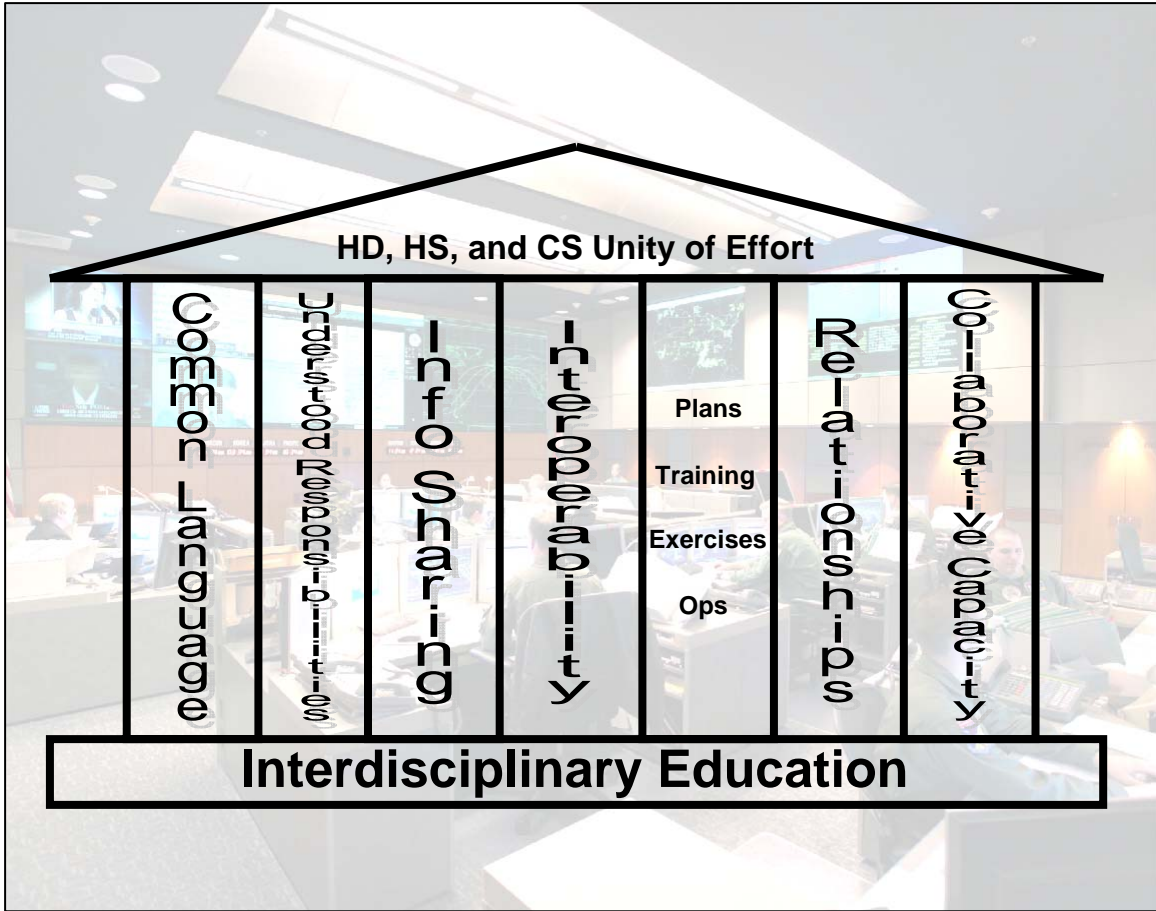 HD, HS, and CS Unity of Effort
Common Language
Understood Responsibilities
Info Sharing
Interoperability
Plans
Training
Exercises
Ops
Relationships
Collaborative Capacity
Interdisciplinary Education